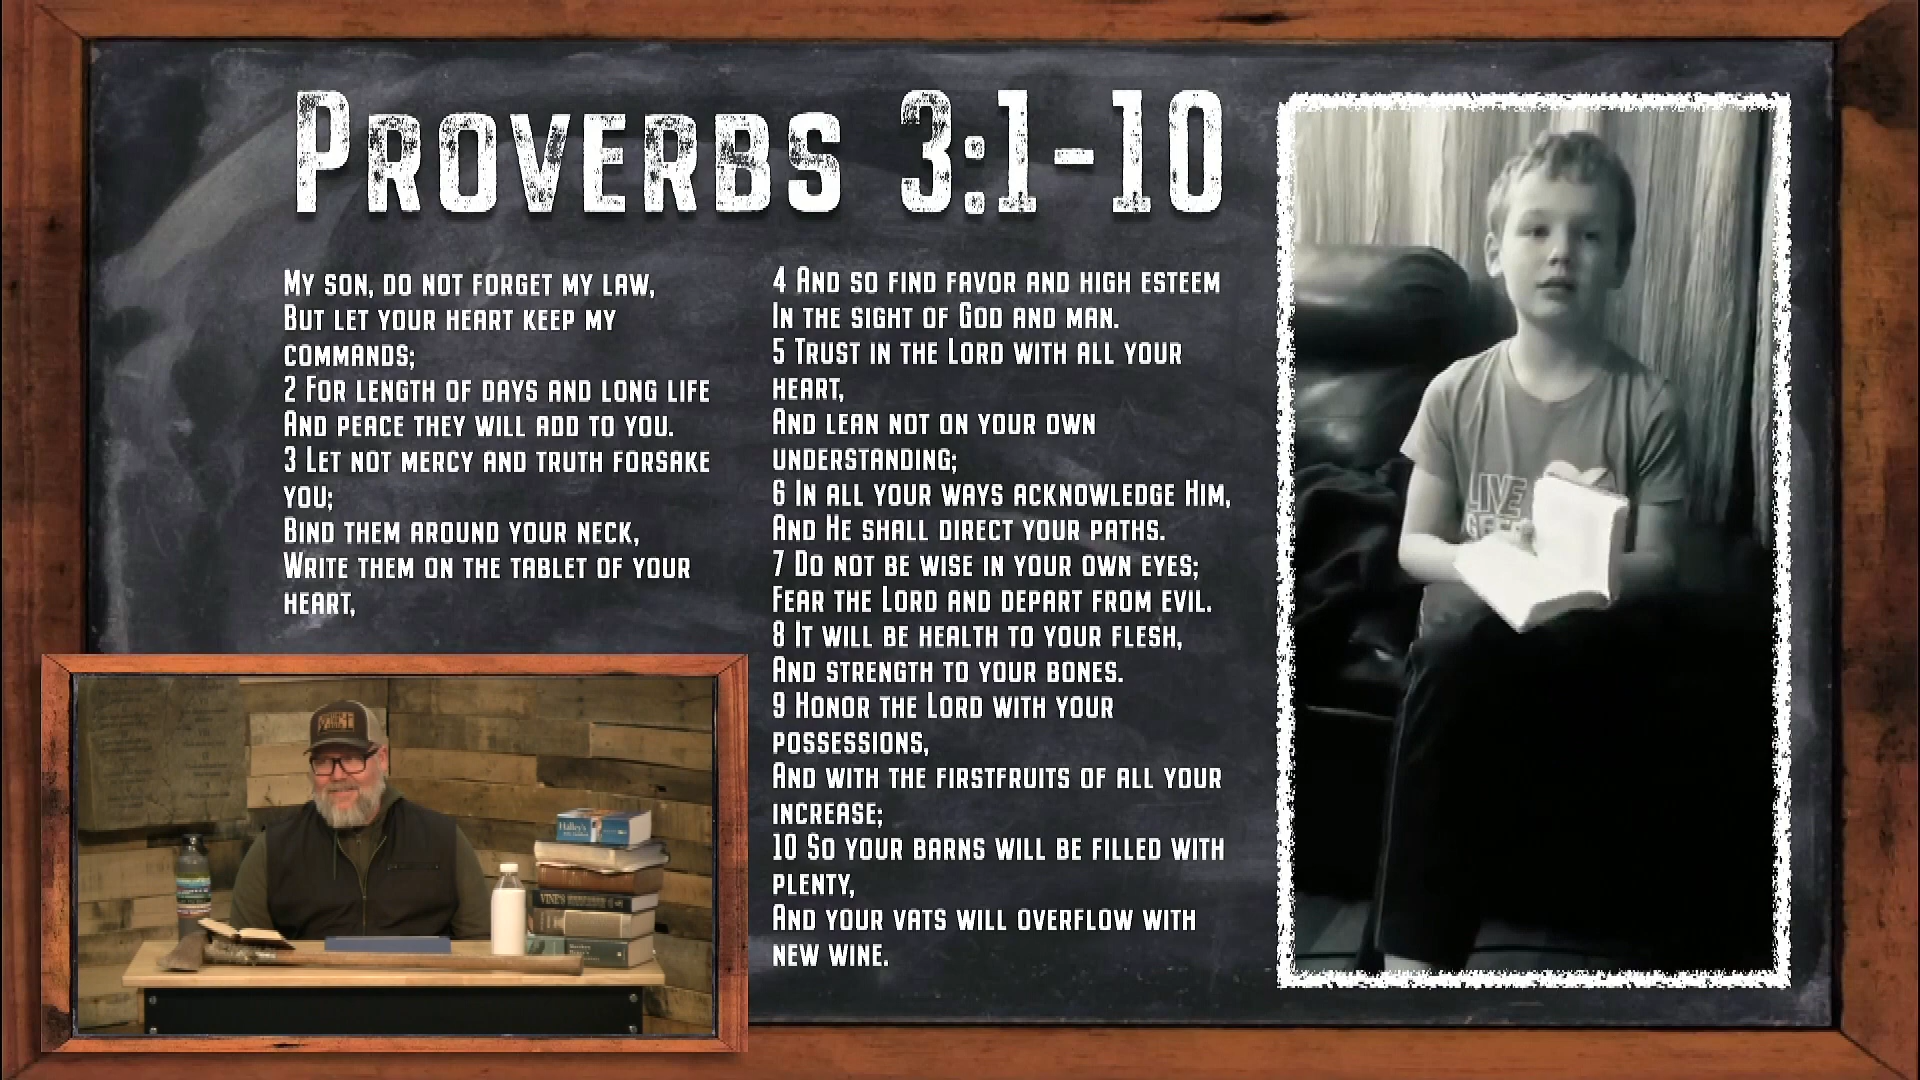 Proverbs 3:1-10
My son, do not forget my law,
But let your heart keep my
commands;
2 For length of days and long life
And peace they will add to you.
3 Let not mercy and truth forsake
you;
Bind them around your neck,
Write them on the tablet of your
heart,
4 And so find favor and high esteem
In the sight of God and man.
5 Trust in the Lord with all your
heart,
And lean not on your own
understanding;
6 In all your ways acknowledge Him,
And He shall direct your paths.
7 Do not be wise in your own eyes;
Fear the Lord and depart from evil.
8 It will be health to your flesh,
And strength to your bones.
9 Honor the Lord with your
possessions,
And with the firstfruits of all your
increase;
10 So your barns will be filled with
plenty,
And your vats will overflow with
new wine.
LIVE
Halley's
VINE'S